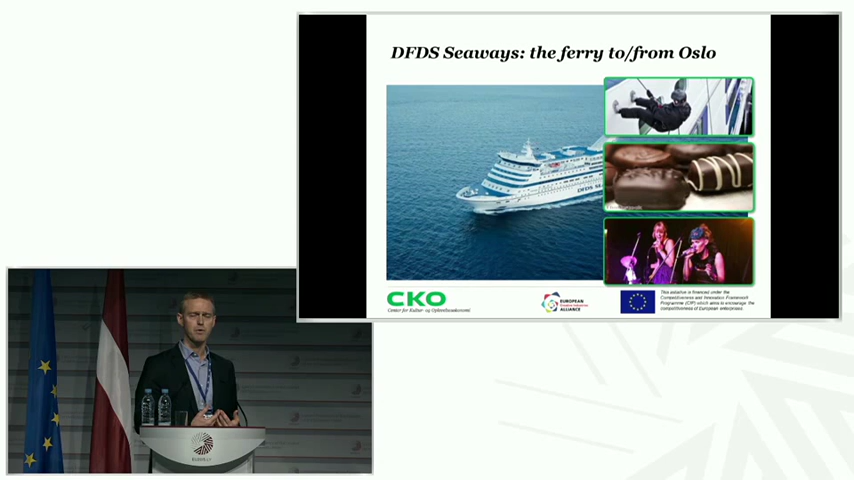 DFDS Seaways: the ferry to/from Oslo
DFDS SEA
CKO
Center for Kultur- og Oplevelsesøkonomi
EUROPEAN
ALLIANCE
This initiative is financed under the
Competitiveness and Innovation Framework
Programme (CIP) which aims to encourage the
competitiveness of European enterprises.